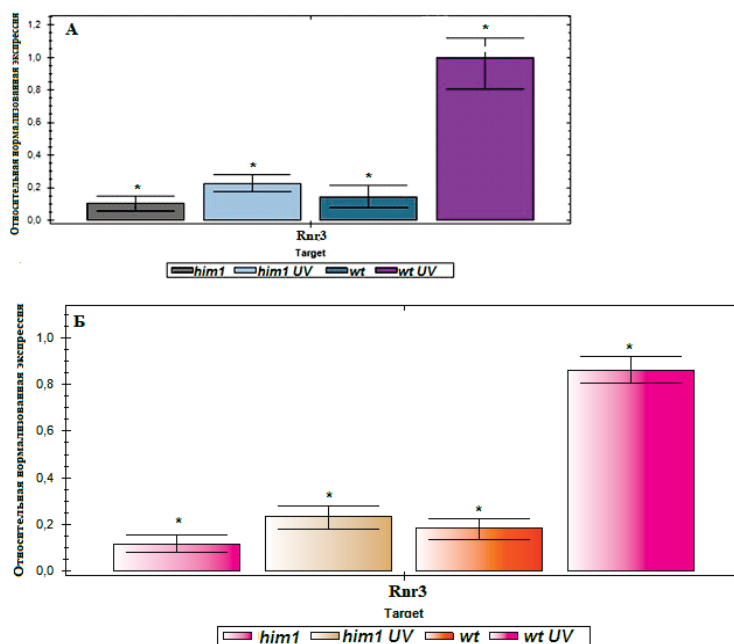 А
Относительная нормализованная экспрессия
1,2
1,0
0,8
0,6
0,4
0,2
0,0
*
*
*
*
Rnr3
Target
him1 him1 UV wt wt UV
Б
Относительная нормализованная экспрессия
1,0
0,8
0,6
0,4
0,2
0,0
*
*
*
*
Rnr3
Target
him1 him1 UV wt wt UV